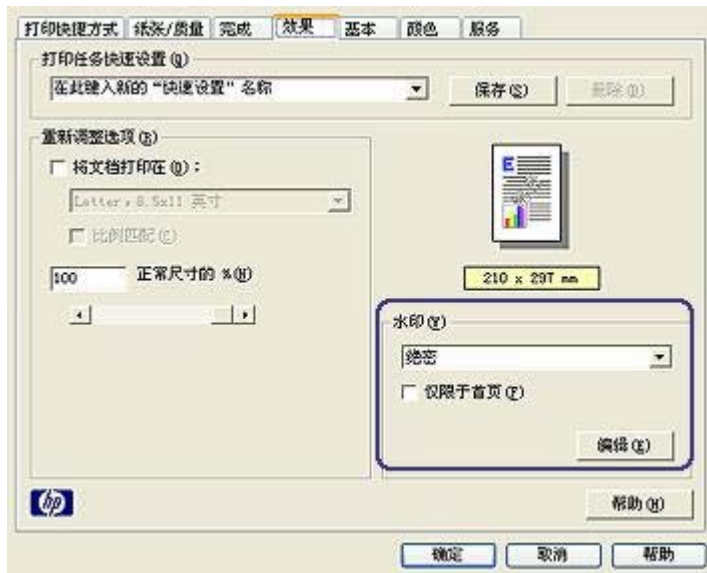 打印快捷方式 纸张/质量 完成 效果 基本 颜色 服务
打印任务快速设置(Q)
在此键入新的“快速设置”名称 保存(S) 删除(D)
重新调整选项(R)
将文档打印在(O):
Letter, 8.5x11 英寸
比例匹配(C)
100 正常尺寸的 %(N)
E
210 x 297 mm
水印(Y)
绝密
仅限于首页(F)
编辑(E)
hp
帮助(H)
确定 取消 帮助